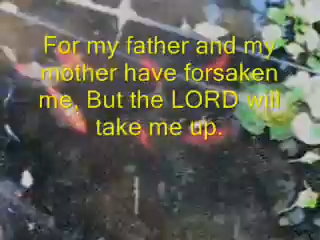 For my father and my
mother have forsaken
me, But the LORD will
take me up.